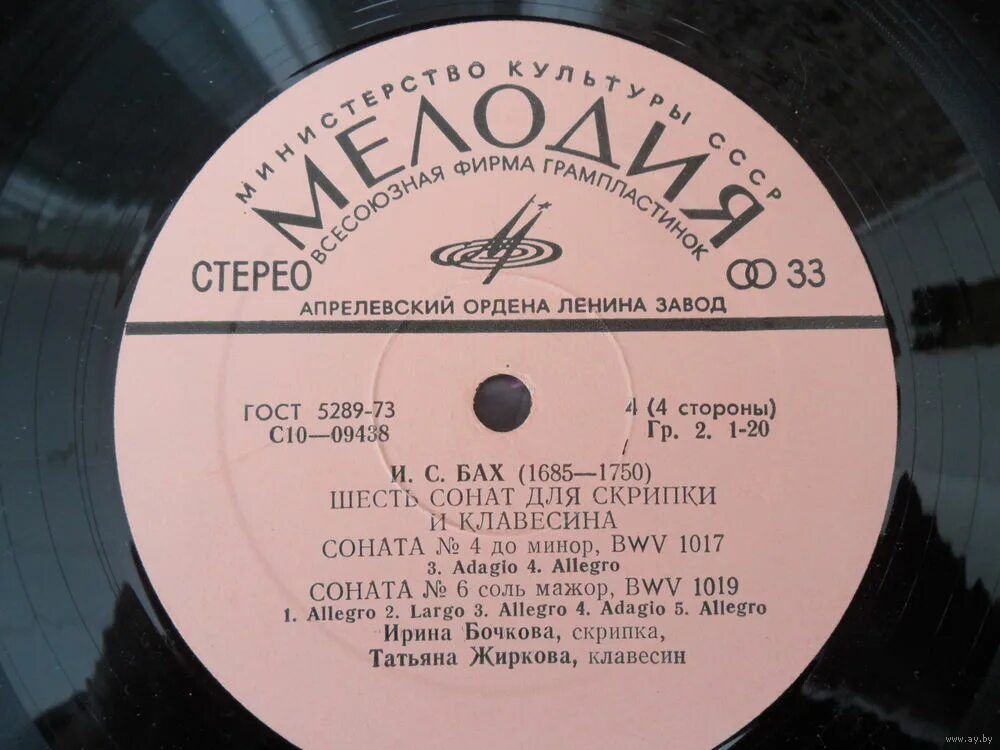 МИНИСТЕРСТВО КУЛЬТУРЫ СССР
МЕЛОДИЯ
ВСЕСОЮЗНАЯ ФИРМА ГРАМПЛАСТИНОК
СТЕРЕО
33
АПРЕЛЕВСКИЙ ОРДЕНА ЛЕНИНА ЗАВОД
ГОСТ 5289-73
С10—09438
4 (4 стороны)
Гр. 2. 1-20
И. С. БАХ (1685—1750)
ШЕСТЬ СОНАТ ДЛЯ СКРИПКИ
И КЛАВЕСИНА
СОНАТА № 4 до минор, BWV 1017
3. Adagio 4. Allegro
СОНАТА № 6 соль мажор, BWV 1019
1. Allegro 2. Largo 3. Allegro 4. Adagio 5. Allegro
Ирина Бочкова, скрипка,
Татьяна Жиркова, клавесин
www.ay.by